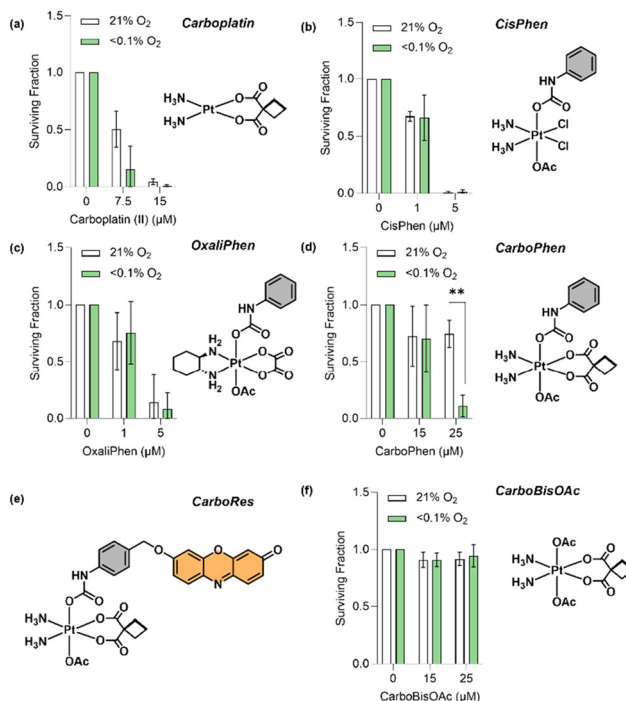 (a)
Carboplatin
21% O2
<0.1% O2
Surviving Fraction
1.5
1.0
0.5
0.0
0
7.5
15
Carboplatin (II) (μM)
H3N
H3N
Pt
O
O
O
O
(b)
CisPhen
21% O2
<0.1% O2
Surviving Fraction
1.5
1.0
0.5
0.0
0
1
5
CisPhen (μM)
NH
O
O
H3N
H3N
Pt
Cl
Cl
OAc
(c)
OxaliPhen
21% O2
<0.1% O2
Surviving Fraction
1.5
1.0
0.5
0.0
0
1
5
OxaliPhen (μM)
NH
O
O
H2
N
N
H2
Pt
O
O
O
O
OAc
(d)
CarboPhen
21% O2
<0.1% O2
**
Surviving Fraction
1.5
1.0
0.5
0.0
0
15
25
CarboPhen (μM)
NH
O
O
H3N
H3N
Pt
O
O
O
O
OAc
(e)
CarboRes
O
O
O
N
NH
O
O
H3N
H3N
Pt
O
O
O
O
OAc
(f)
CarboBisOAc
21% O2
<0.1% O2
Surviving Fraction
1.5
1.0
0.5
0.0
0
15
25
CarboBisOAc (μM)
OAc
H3N
H3N
Pt
O
O
O
O
OAc